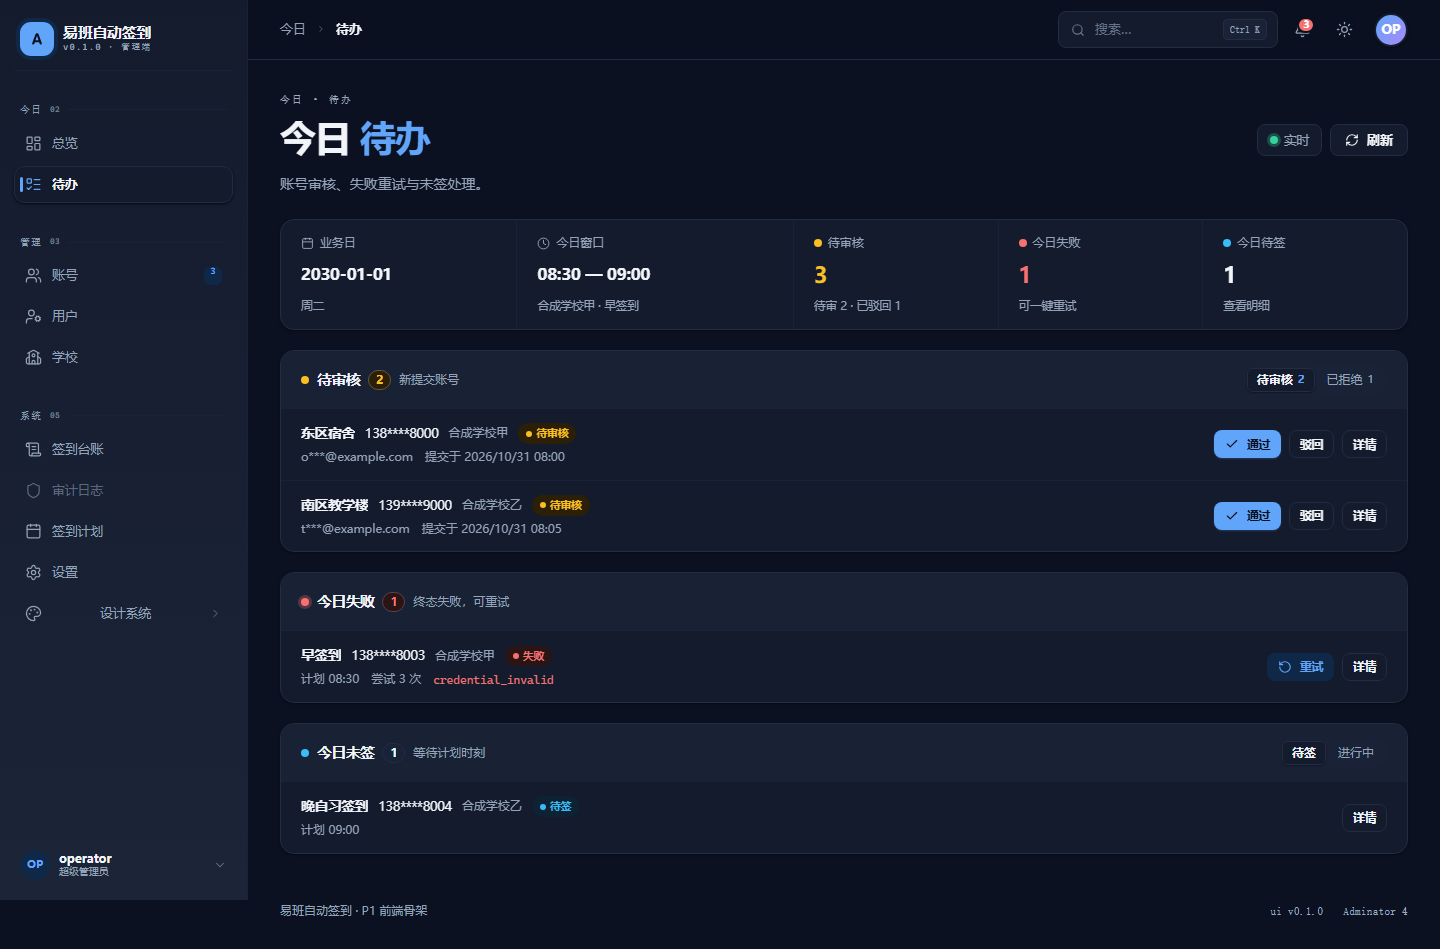 A
易班自动签到
v0.1.0 · 管理端
今日 02
总览
待办
管理 03
账号 3
用户
学校
系统 05
签到台账
审计日志
签到计划
设置
设计系统
OP
operator
超级管理员
今日 › 待办
搜索... Ctrl K
3
OP
今日 · 待办
今日 待办
账号审核、失败重试与未签处理。
实时
刷新
业务日
2030-01-01
周二
今日窗口
08:30 — 09:00
合成学校甲 · 早签到
待审核
3
待审 2 · 已驳回 1
今日失败
1
可一键重试
今日待签
1
查看明细
待审核 2 新提交账号
待审核 2 已拒绝 1
东区宿舍 138****8000 合成学校甲 待审核
o***@example.com 提交于 2026/10/31 08:00
通过 驳回 详情
南区教学楼 139****9000 合成学校乙 待审核
t***@example.com 提交于 2026/10/31 08:05
通过 驳回 详情
今日失败 1 终态失败，可重试
早签到 138****8003 合成学校甲 失败
计划 08:30 尝试 3 次 credential_invalid
重试 详情
今日未签 1 等待计划时刻
待签 进行中
晚自习签到 138****8004 合成学校乙 待签
计划 09:00
详情
易班自动签到 · P1 前端骨架
ui v0.1.0 Adminator 4